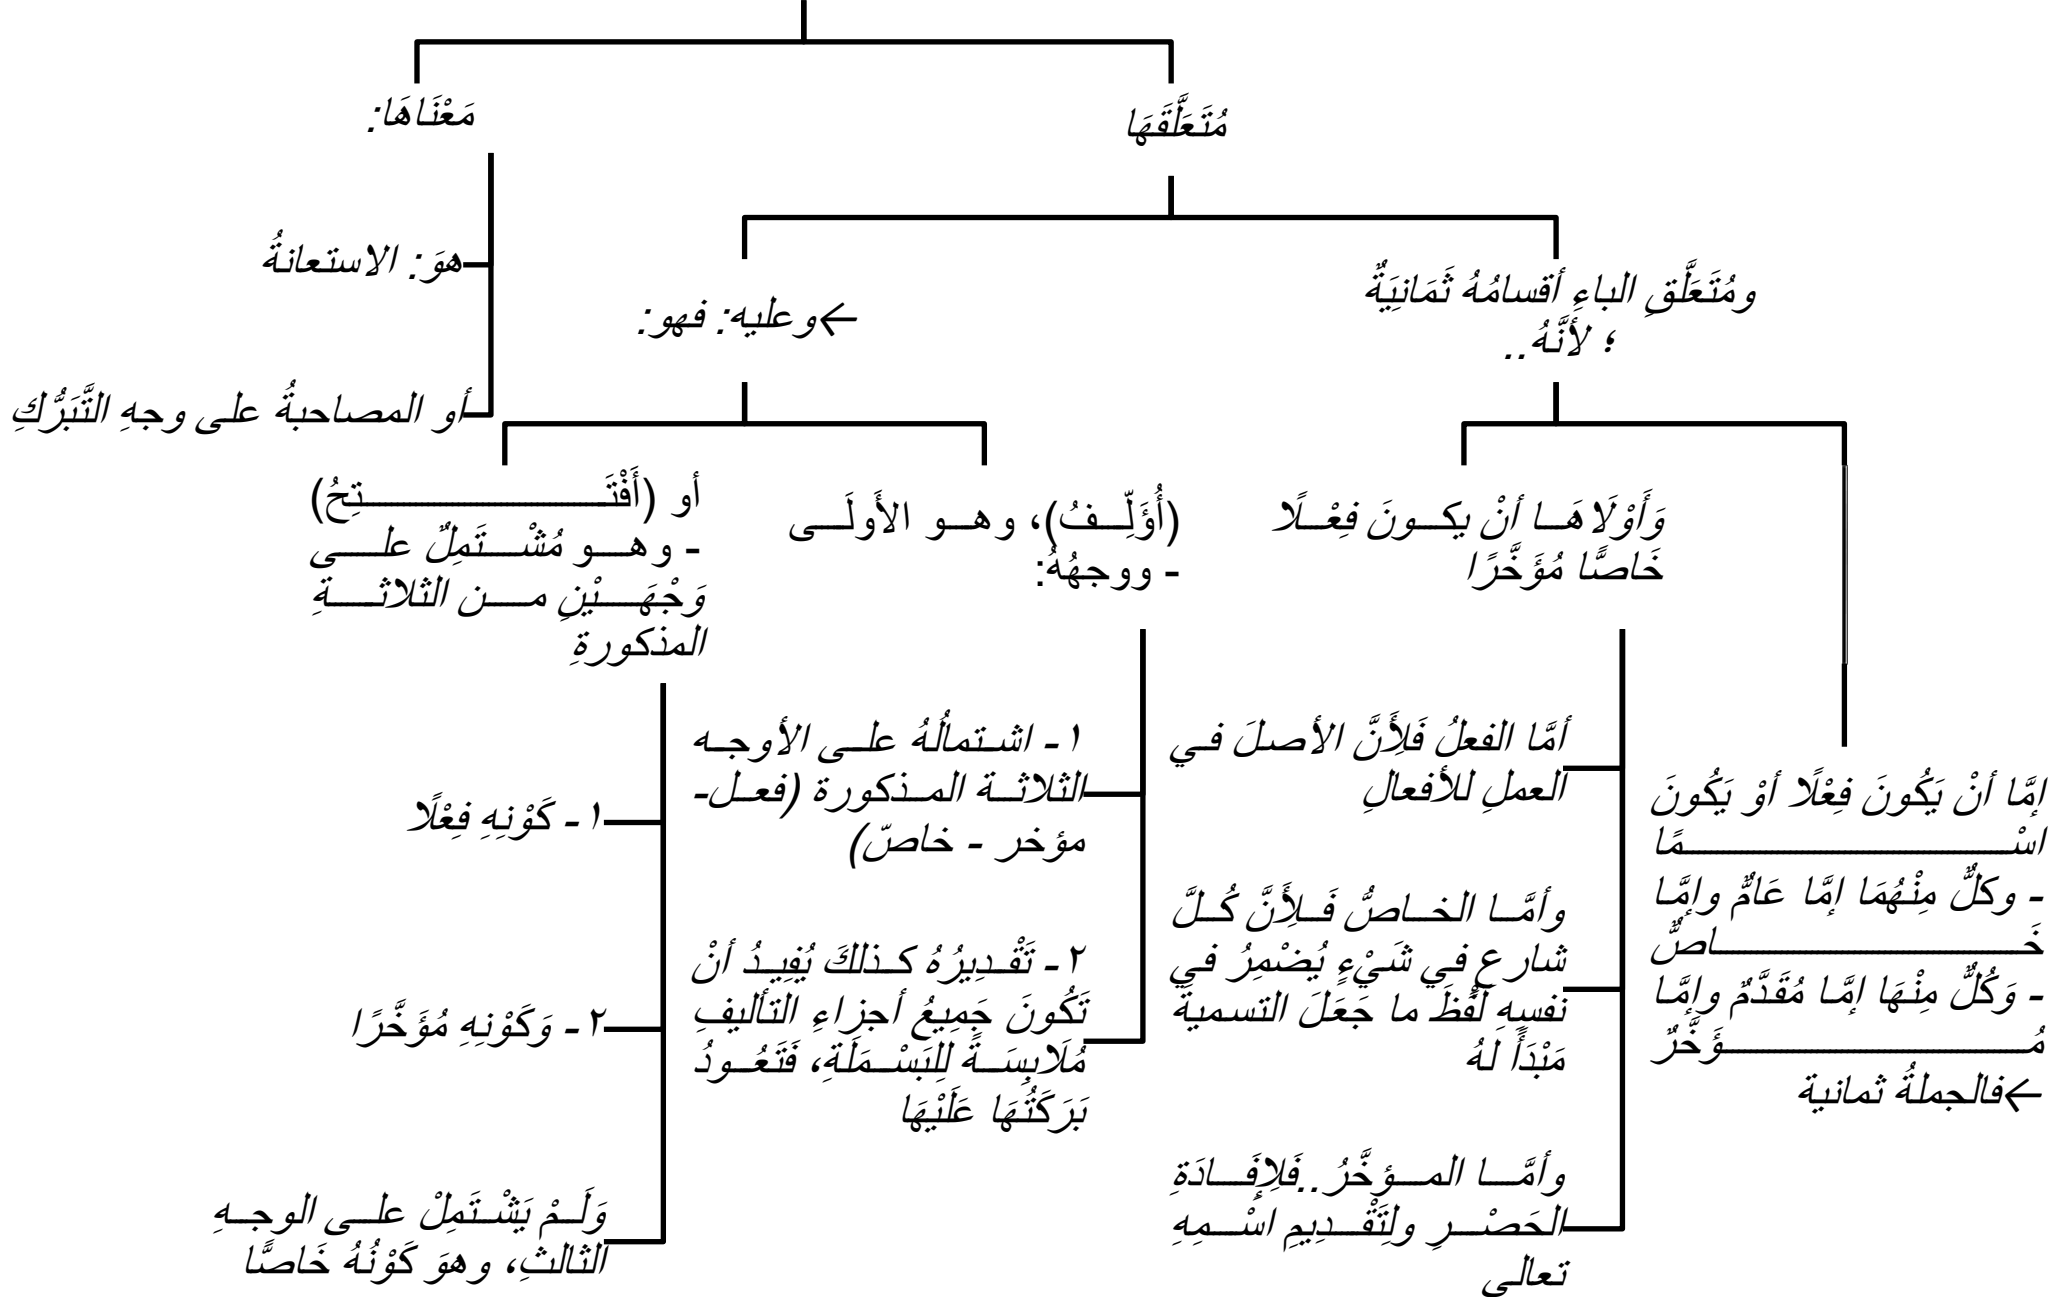 مُتَعَلَّقَهَا
مَعْنَاهَا:
ومُتَعَلَّقِ الباءِ أقسامُهُ ثَمَانِيَةٌ
؛ لأنَّهُ..
←وعليه: فهو:
هوَ: الاستعانةُ
أو المصاحبةُ على وجهِ التَّبَرُّكِ
إمَّا أنْ يَكُونَ فِعْلًا أوْ يَكُونَ
اسْمًا
- وكلٌّ مِنْهُمَا إمَّا عَامٌّ وإمَّا
خَاصٌّ
- وَكُلٌّ مِنْهَا إمَّا مُقَدَّمٌ وإمَّا
مُؤَخَّرٌ
←فالجملةُ ثمانية
وَأَوْلَاهَا أنْ يكونَ فِعْلًا
خَاصًّا مُؤَخَّرًا
أمَّا الفعلُ فَلِأَنَّ الأصلَ في
العملِ للأفعالِ
وأمَّا الخاصُّ فَلِأَنَّ كُلَّ
شارعٍ في شَيْءٍ يُضْمِرُ في
نفسِهِ لَفْظَ ما جَعَلَ التسميةَ
مَبْدَأً لهُ
وأمَّا المؤخَّرُ..فَلِإِفَادَةِ
الحَصْرِ ولِتَقْدِيمِ اسْمِهِ
تعالى
(أُؤَلِّفُ)، وهو الأَولَى
- ووجهُهُ:
١- اشتمالُهُ على الأوجه
الثلاثة المذكورة (فعل-
مؤخر - خاصّ)
٢- تَقْدِيرُهُ كذلكَ يُفِيدُ أنْ
تَكُونَ جَمِيعُ أجزاءِ التأليفِ
مُلَابِسَةً لِلبَسْمَلَةِ، فَتَعُودُ
بَرَكَتُهَا عَلَيْهَا
أو (أَفْتَتِحُ)
- وهو مُشْتَمِلٌ على
وَجْهَيْنِ من الثلاثةِ
المذكورةِ
١- كَوْنِهِ فِعْلًا
٢- وَكَوْنِهِ مُؤَخَّرًا
وَلَمْ يَشْتَمِلْ على الوجهِ
الثالثِ، وهوَ كَوْنُهُ خَاصًّا